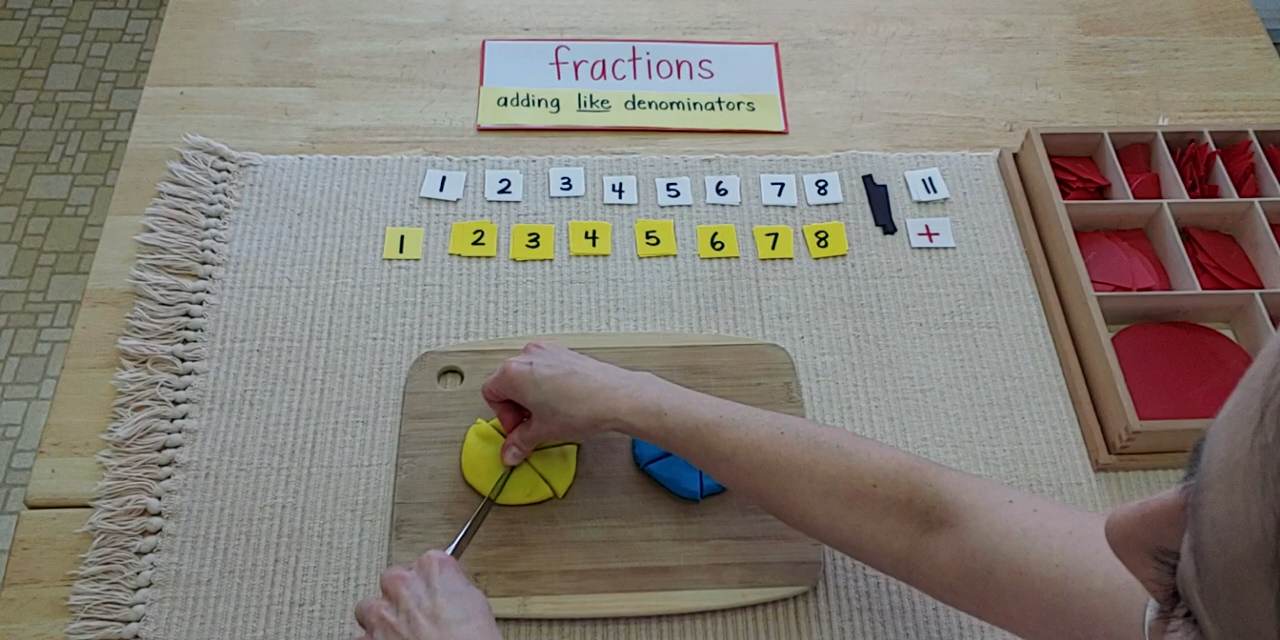 fractions
adding like denominators
1 2 3 4 5 6 7 8 11
1 2 3 4 5 6 7 8 +